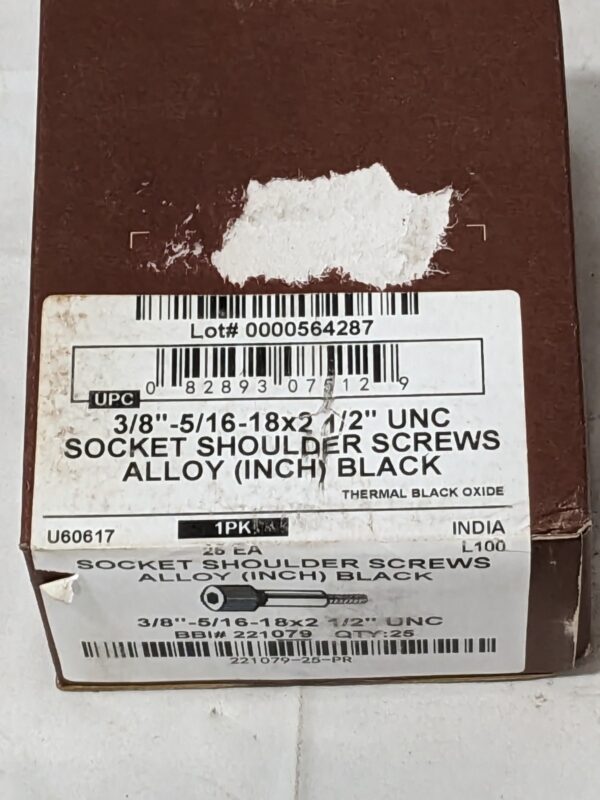 Lot# 0000564287
0 82893 07512 9
UPC
3/8"-5/16-18x2 1/2" UNC
SOCKET SHOULDER SCREWS
ALLOY (INCH) BLACK
THERMAL BLACK OXIDE
U60617 1PK INDIA
25 EA L100
SOCKET SHOULDER SCREWS
ALLOY (INCH) BLACK
3/8"-5/16-18x2 1/2" UNC
BBI# 221079 QTY:25
221079-25-PR